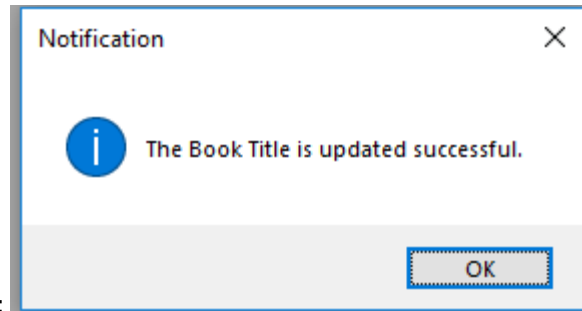 Notification
The Book Title is updated successful.
OK
: